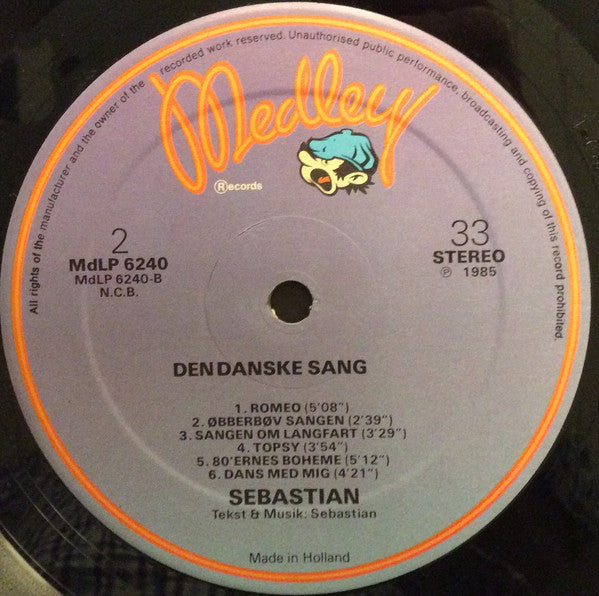 All rights of the manufacturer and the owner of the recorded work reserved. Unauthorised public performance, broadcasting and copying of this record prohibited.
Medley
Ⓡecords
2
MdLP 6240
MdLP 6240-B
N.C.B.
33
STEREO
℗ 1985
DEN DANSKE SANG
1. ROMEO (5'08")
2. ØBBERBØV SANGEN (2'39")
3. SANGEN OM LANGFART (3'29")
4. TOPSY (3'54")
5. 80'ERNES BOHEME (5'12")
6. DANS MED MIG (4'21")
SEBASTIAN
Tekst & Musik: Sebastian
Made in Holland